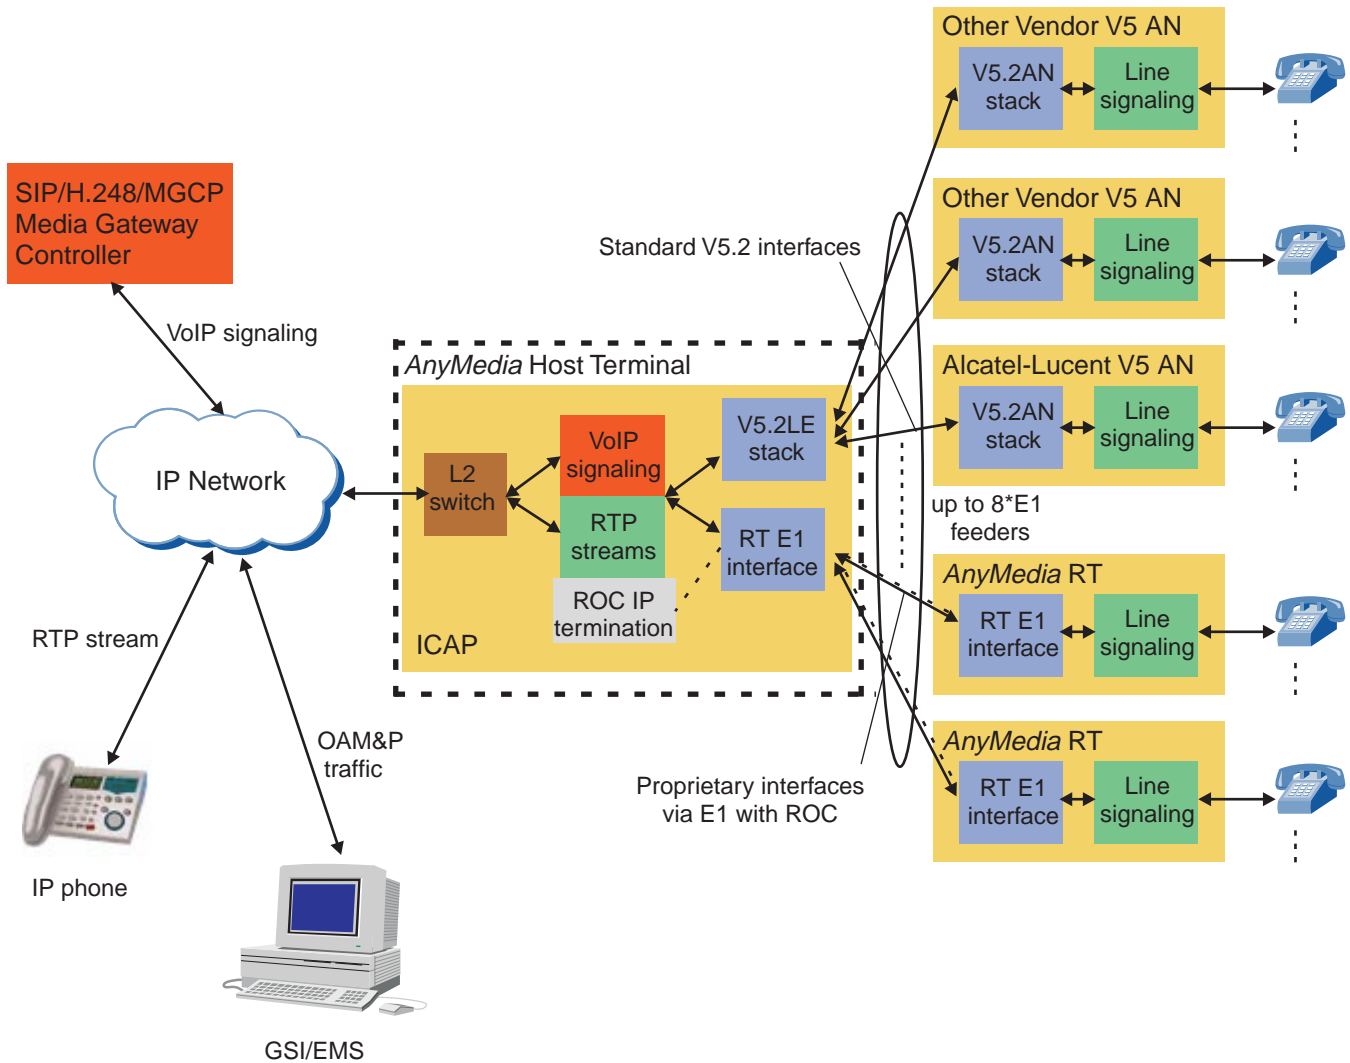 Other Vendor V5 AN
V5.2AN
stack
Line
signaling
SIP/H.248/MGCP
Media Gateway
Controller
Other Vendor V5 AN
V5.2AN
stack
Line
signaling
Standard V5.2 interfaces
VoIP signaling
AnyMedia Host Terminal
Alcatel-Lucent V5 AN
V5.2AN
stack
Line
signaling
VoIP
signaling
V5.2LE
stack
L2
switch
IP Network
RTP
streams
RT E1
interface
up to 8*E1
feeders
ROC IP
termination
ICAP
AnyMedia RT
RT E1
interface
Line
signaling
RTP stream
OAM&P
traffic
Proprietary interfaces
via E1 with ROC
AnyMedia RT
RT E1
interface
Line
signaling
IP phone
GSI/EMS